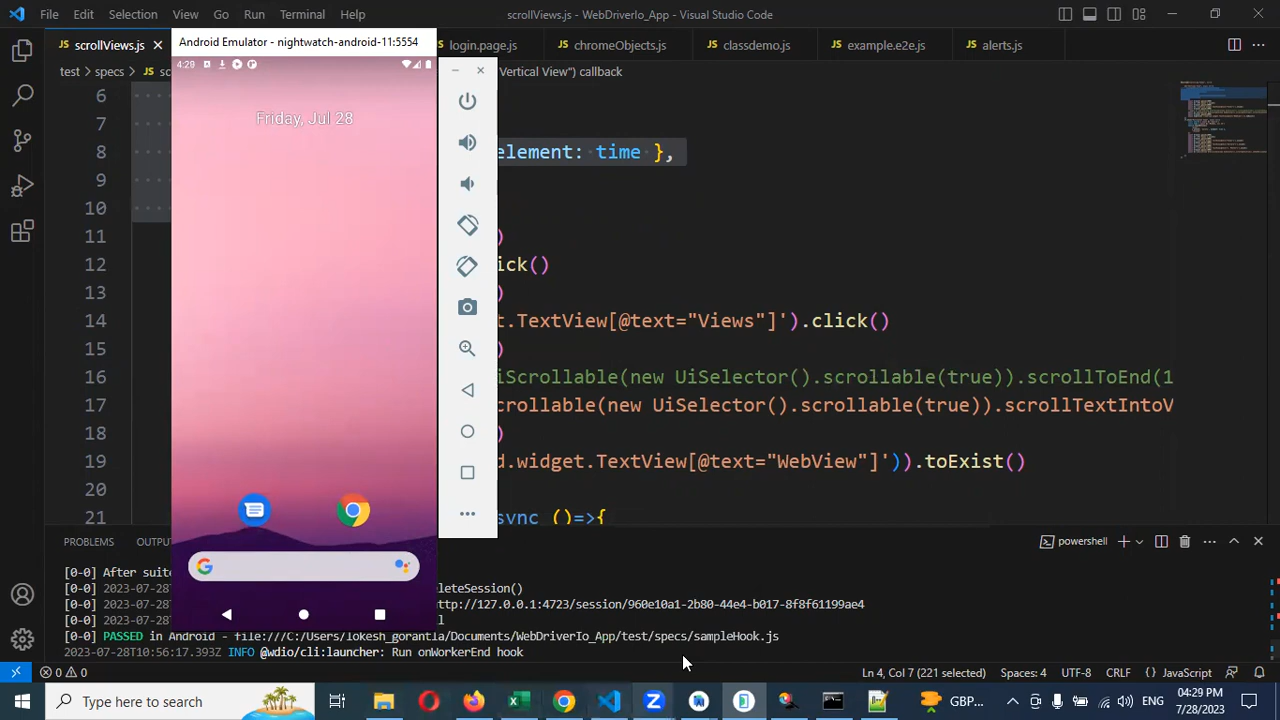 File Edit Selection View Go Run Terminal Help
scrollViews.js - WebDriverIo_App - Visual Studio Code
scrollViews.js
login.page.js
chromeObjects.js
classdemo.js
example.e2e.js
alerts.js
test > specs >
Vertical View") callback
Android Emulator - nightwatch-android-11:5554
4:29
Friday, Jul 28
6
7
8 element: time },
9
10
11 )
12 ick()
13 )
14 t.TextView[@text="Views"]').click()
15 )
16 iScrollable(new UiSelector().scrollable(true)).scrollToEnd(1
17 crollable(new UiSelector().scrollable(true)).scrollTextIntoV
18 )
19 d.widget.TextView[@text="WebView"]')).toExist()
20
21 async ()=>{
PROBLEMS OUTPU
powershell
[0-0] After suite
[0-0] 2023-07-28 leteSession()
[0-0] 2023-07-28 http://127.0.0.1:4723/session/960e10a1-2b80-44e4-b017-8f8f61199ae4
[0-0] 2023-07-28 l
[0-0] PASSED in Android - file:///C:/Users/lokesh_gorantla/Documents/WebDriverIo_App/test/specs/sampleHook.js
2023-07-28T10:56:17.393Z INFO @wdio/cli:launcher: Run onWorkerEnd hook
0 0 Ln 4, Col 7 (221 selected) Spaces: 4 UTF-8 CRLF JavaScript
Type here to search
GBP...
ENG
04:29 PM
7/28/2023